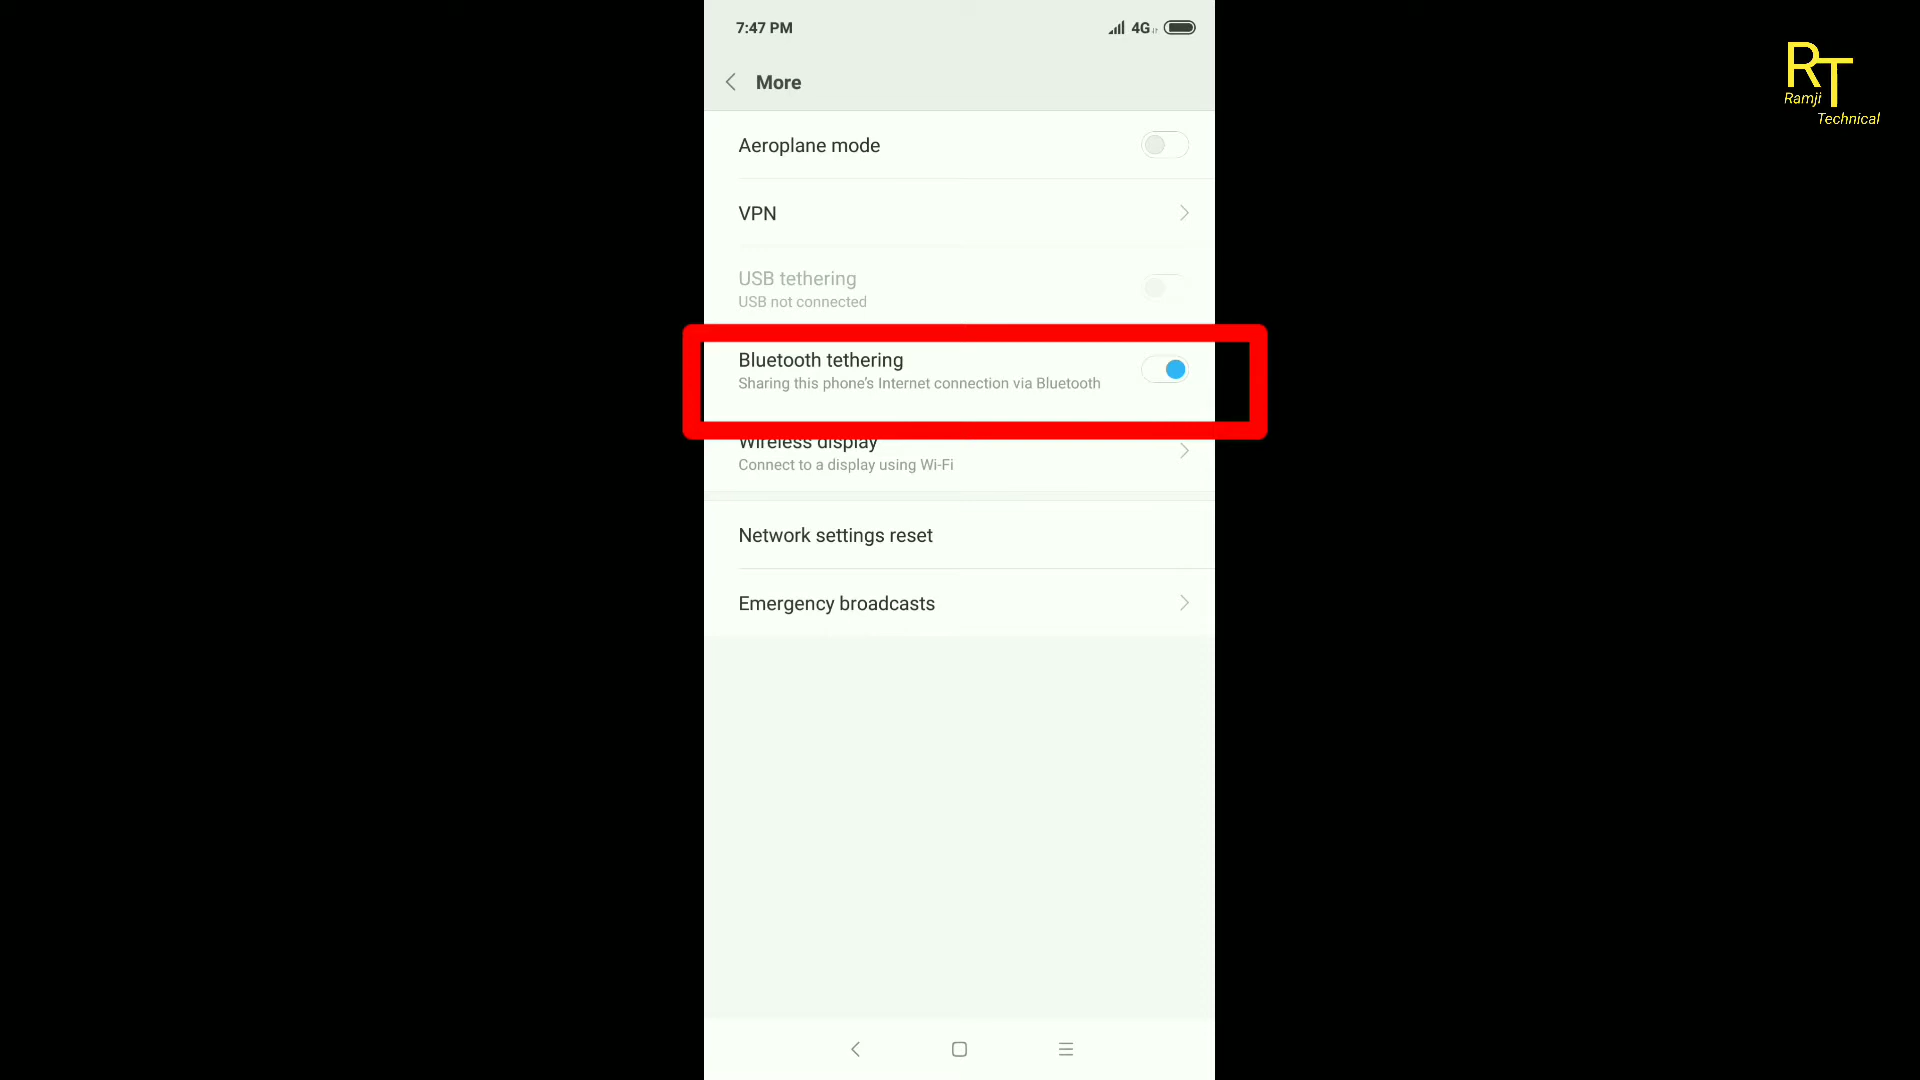 7:47 PM
4G
More
Aeroplane mode
VPN
USB tethering
USB not connected
Bluetooth tethering
Sharing this phone's Internet connection via Bluetooth
Wireless display
Connect to a display using Wi-Fi
Network settings reset
Emergency broadcasts
RT
Ramji
Technical